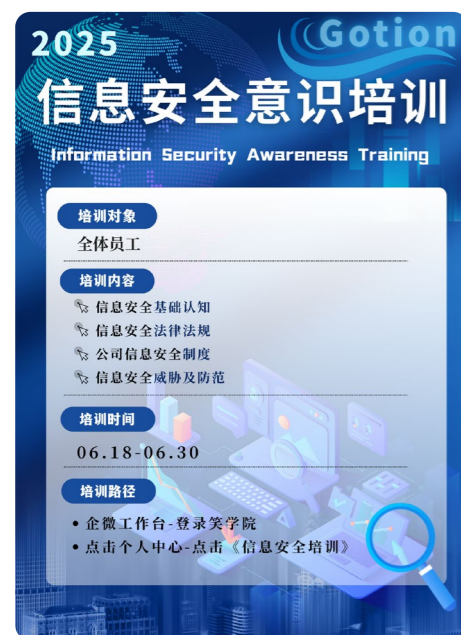 2025
Gotion
信息安全意识培训
Information Security Awareness Training
培训对象
全体员工
培训内容
信息安全基础认知
信息安全法律法规
公司信息安全制度
信息安全威胁及防范
培训时间
06.18-06.30
培训路径
• 企微工作台-登录笑学院
• 点击个人中心-点击《信息安全培训》